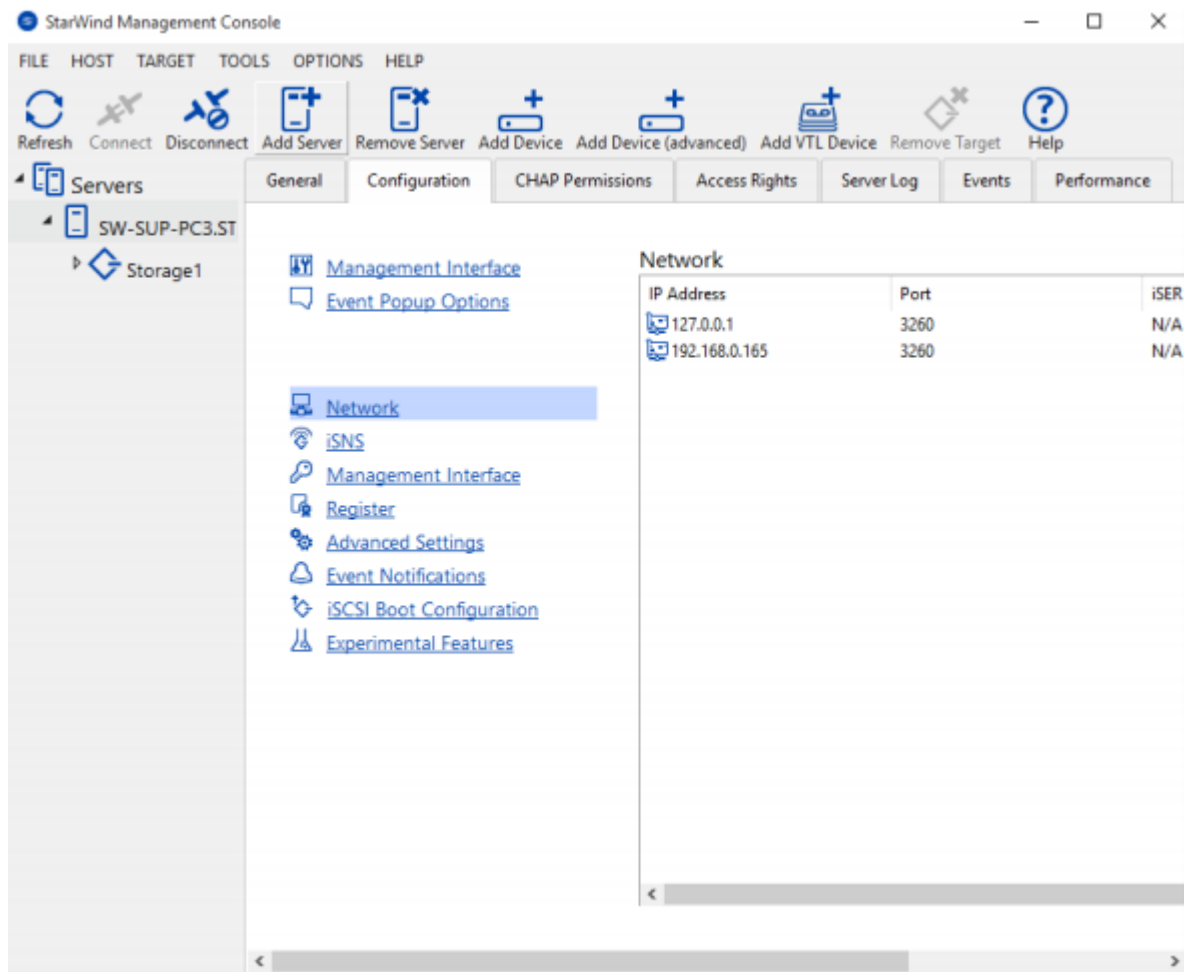 StarWind Management Console
FILE HOST TARGET TOOLS OPTIONS HELP
Refresh Connect Disconnect Add Server Remove Server Add Device Add Device (advanced) Add VTL Device Remove Target Help
Servers
SW-SUP-PC3.ST
Storage1
General Configuration CHAP Permissions Access Rights Server Log Events Performance
Management Interface
Event Popup Options
Network
iSNS
Management Interface
Register
Advanced Settings
Event Notifications
iSCSI Boot Configuration
Experimental Features
Network
IP Address Port iSER
127.0.0.1 3260 N/A
192.168.0.165 3260 N/A